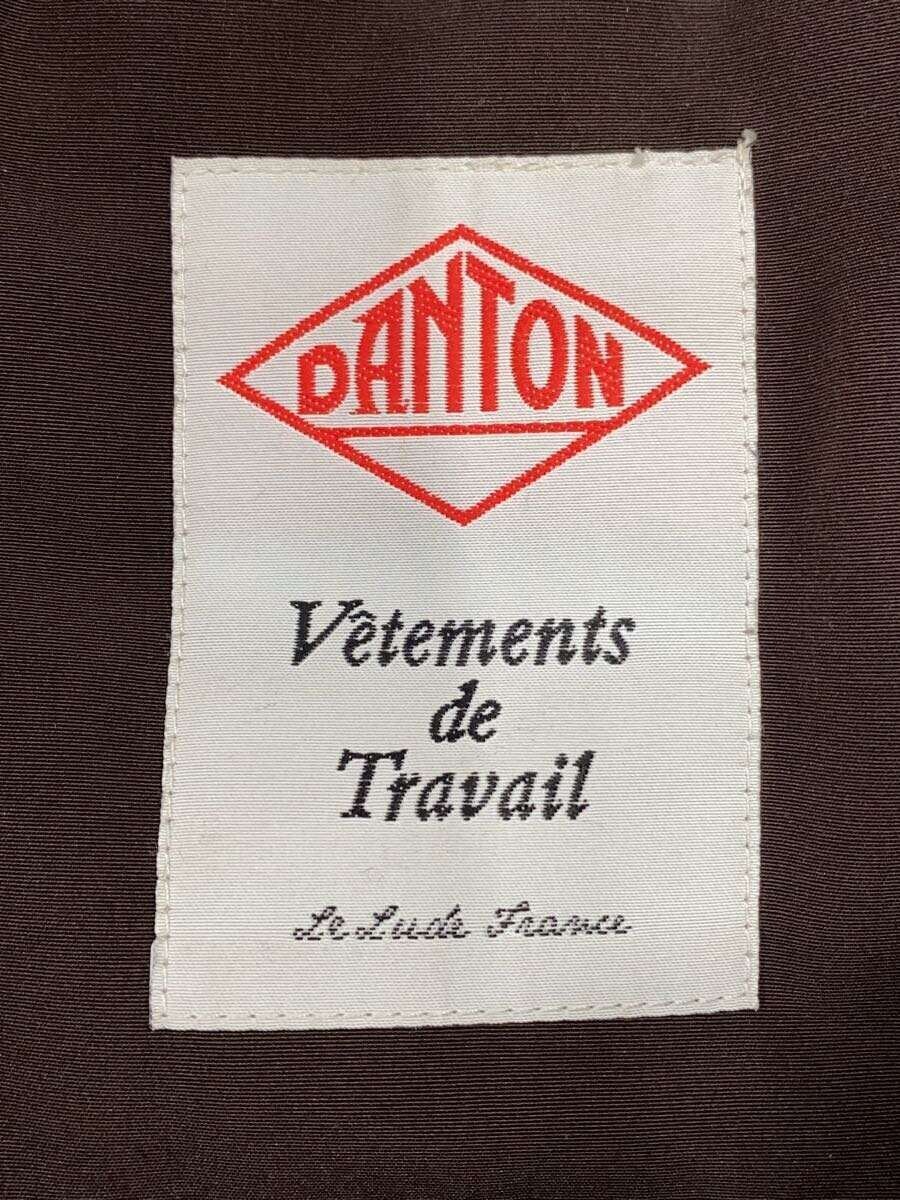 DANTON
Vêtements
de
Travail
Le Lude France